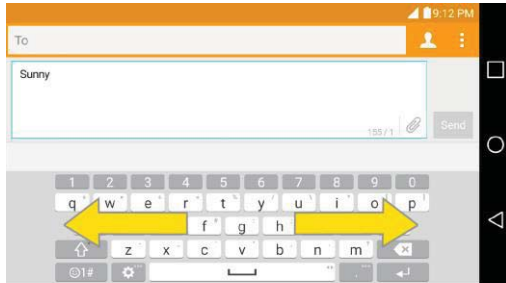 9:12 PM
To
Sunny
155 / 1
Send
1 2 3 4 5 6 7 8 9 0
q w e r t y u i o p
f g h
z x c v b n m
1#